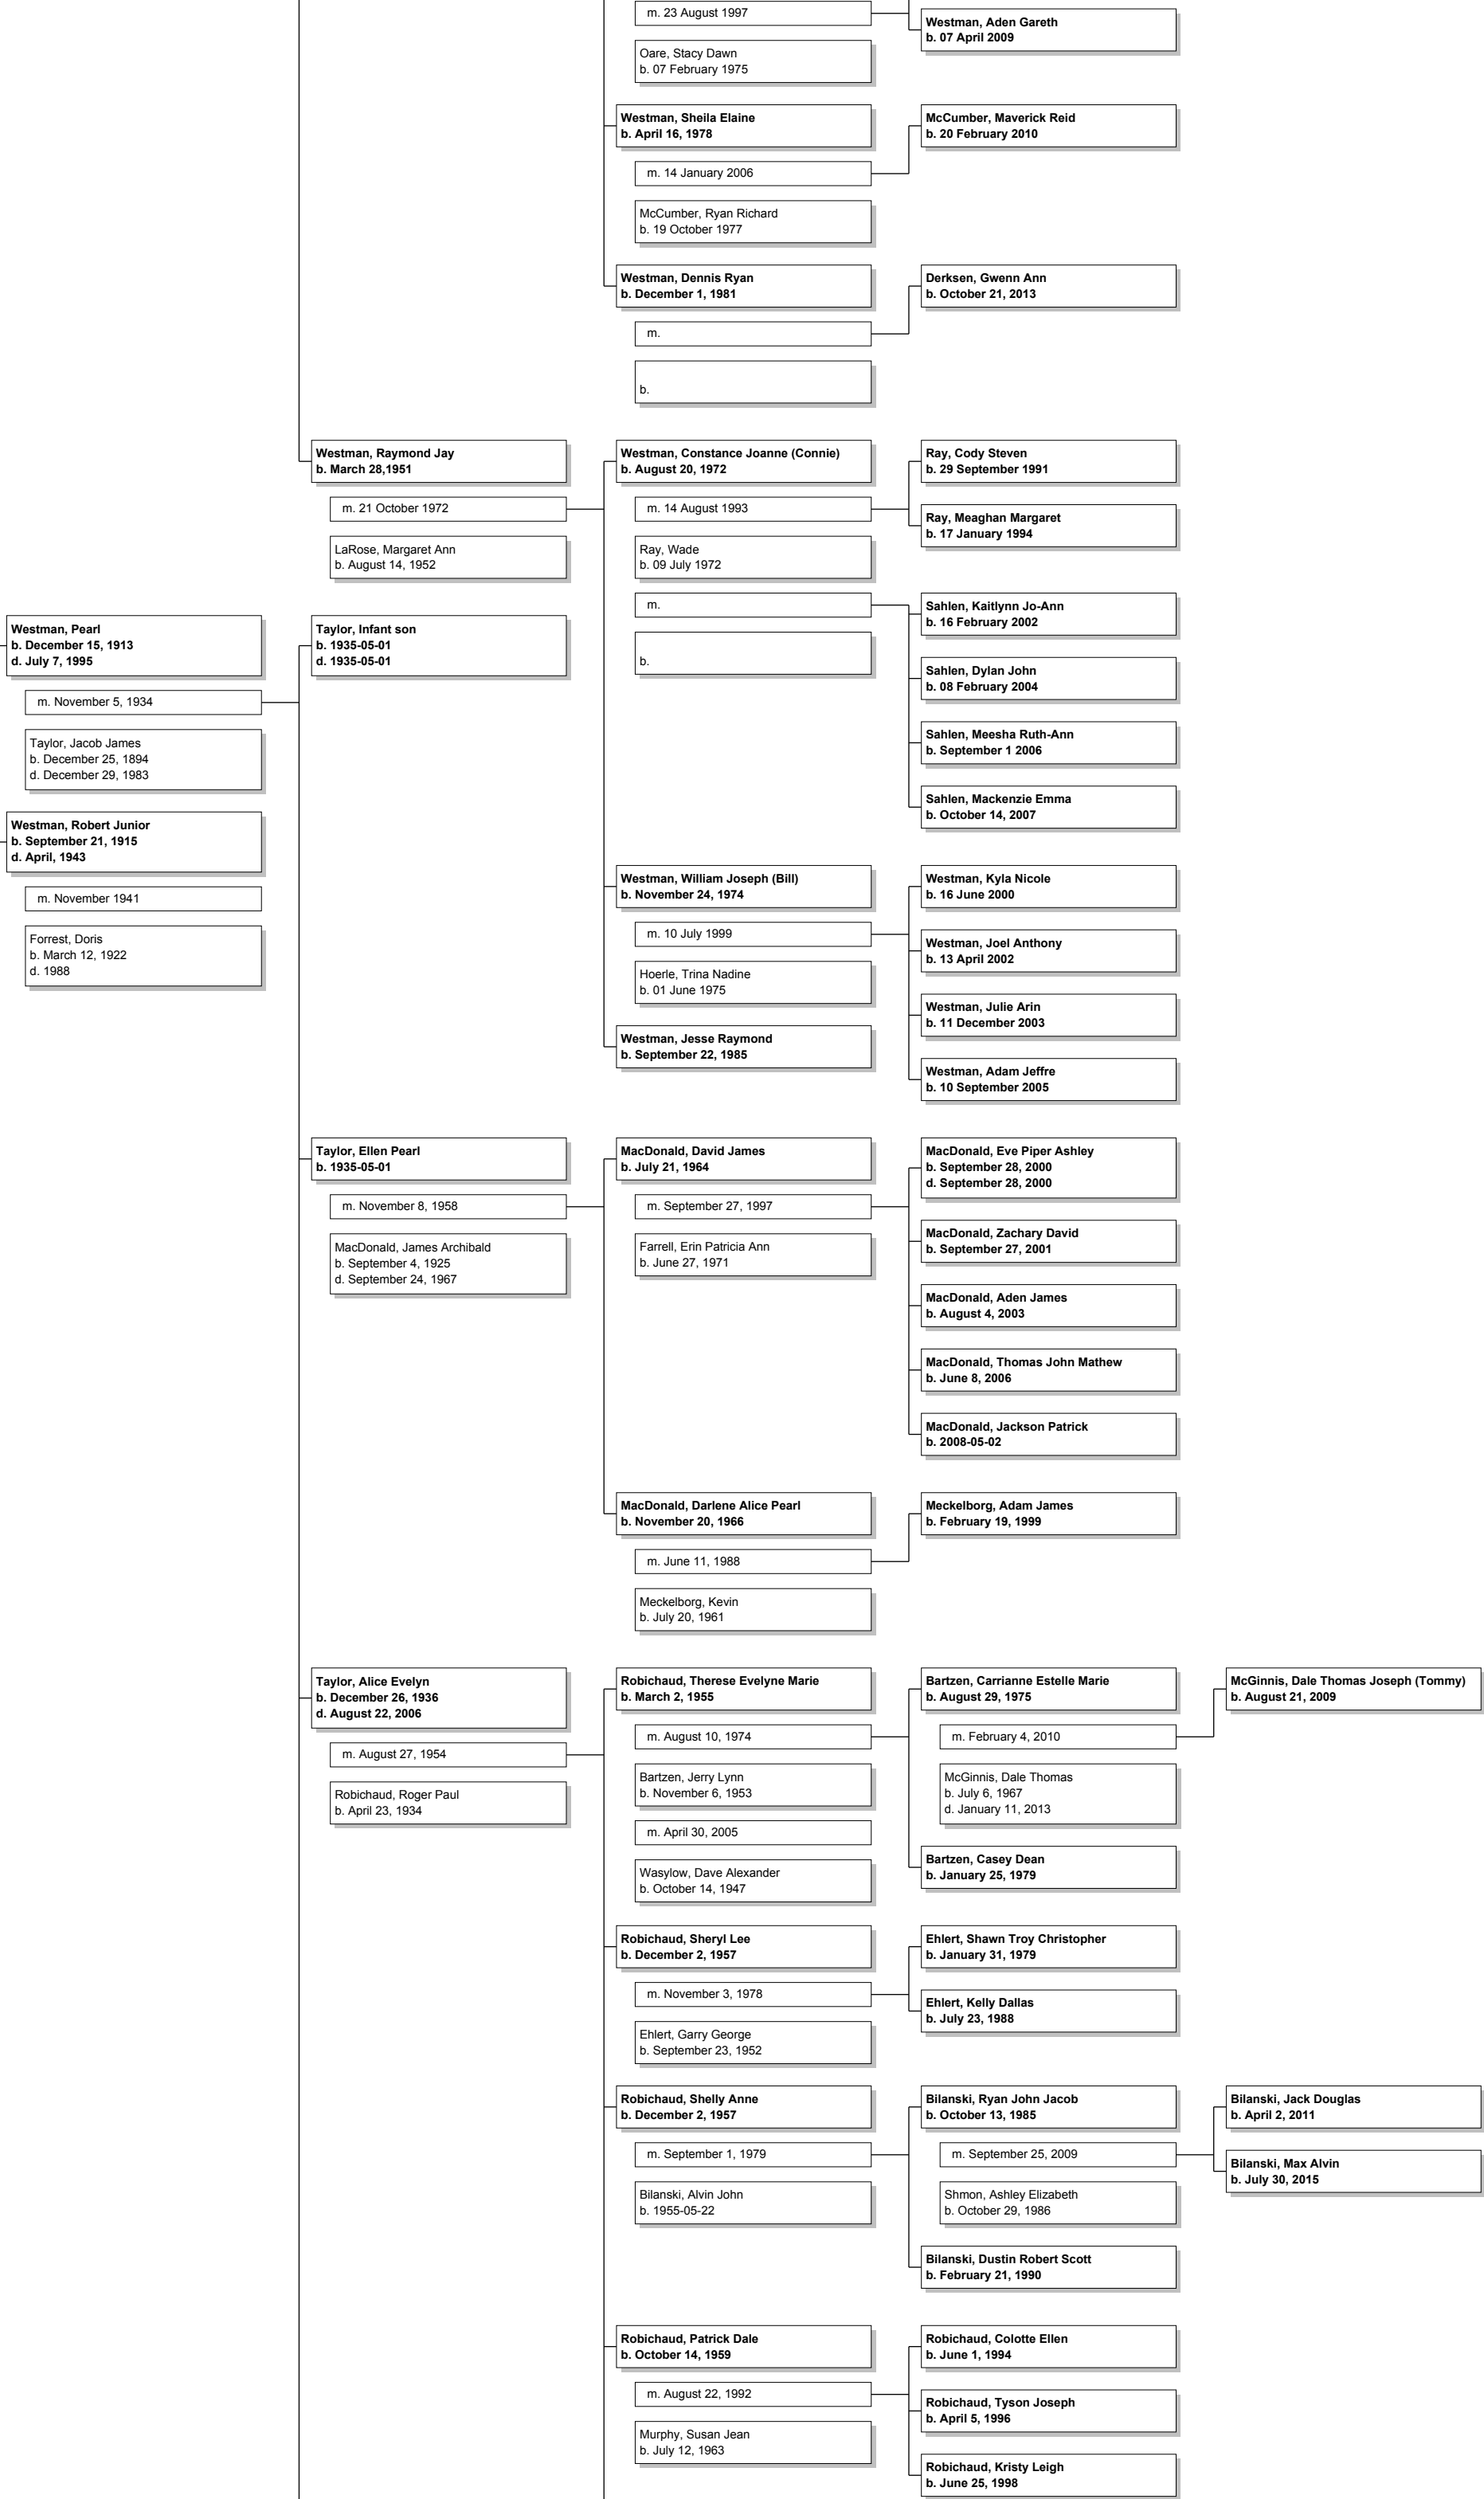 m. 23 August 1997
Westman, Aden Gareth
b. 07 April 2009
Oare, Stacy Dawn
b. 07 February 1975
Westman, Sheila Elaine
b. April 16, 1978
McCumber, Maverick Reid
b. 20 February 2010
m. 14 January 2006
McCumber, Ryan Richard
b. 19 October 1977
Westman, Dennis Ryan
b. December 1, 1981
Derksen, Gwenn Ann
b. October 21, 2013
m.
b.
Westman, Raymond Jay
b. March 28,1951
m. 21 October 1972
LaRose, Margaret Ann
b. August 14, 1952
Westman, Constance Joanne (Connie)
b. August 20, 1972
m. 14 August 1993
Ray, Wade
b. 09 July 1972
m.
b.
Ray, Cody Steven
b. 29 September 1991
Ray, Meaghan Margaret
b. 17 January 1994
Sahlen, Kaitlynn Jo-Ann
b. 16 February 2002
Sahlen, Dylan John
b. 08 February 2004
Sahlen, Meesha Ruth-Ann
b. September 1 2006
Sahlen, Mackenzie Emma
b. October 14, 2007
Westman, Pearl
b. December 15, 1913
d. July 7, 1995
m. November 5, 1934
Taylor, Jacob James
b. December 25, 1894
d. December 29, 1983
Taylor, Infant son
b. 1935-05-01
d. 1935-05-01
Westman, Robert Junior
b. September 21, 1915
d. April, 1943
m. November 1941
Forrest, Doris
b. March 12, 1922
d. 1988
Westman, William Joseph (Bill)
b. November 24, 1974
m. 10 July 1999
Hoerle, Trina Nadine
b. 01 June 1975
Westman, Jesse Raymond
b. September 22, 1985
Westman, Kyla Nicole
b. 16 June 2000
Westman, Joel Anthony
b. 13 April 2002
Westman, Julie Arin
b. 11 December 2003
Westman, Adam Jeffre
b. 10 September 2005
Taylor, Ellen Pearl
b. 1935-05-01
m. November 8, 1958
MacDonald, James Archibald
b. September 4, 1925
d. September 24, 1967
MacDonald, David James
b. July 21, 1964
m. September 27, 1997
Farrell, Erin Patricia Ann
b. June 27, 1971
MacDonald, Eve Piper Ashley
b. September 28, 2000
d. September 28, 2000
MacDonald, Zachary David
b. September 27, 2001
MacDonald, Aden James
b. August 4, 2003
MacDonald, Thomas John Mathew
b. June 8, 2006
MacDonald, Jackson Patrick
b. 2008-05-02
MacDonald, Darlene Alice Pearl
b. November 20, 1966
m. June 11, 1988
Meckelborg, Kevin
b. July 20, 1961
Meckelborg, Adam James
b. February 19, 1999
Taylor, Alice Evelyn
b. December 26, 1936
d. August 22, 2006
m. August 27, 1954
Robichaud, Roger Paul
b. April 23, 1934
Robichaud, Therese Evelyne Marie
b. March 2, 1955
m. August 10, 1974
Bartzen, Jerry Lynn
b. November 6, 1953
m. April 30, 2005
Wasylow, Dave Alexander
b. October 14, 1947
Bartzen, Carrianne Estelle Marie
b. August 29, 1975
m. February 4, 2010
McGinnis, Dale Thomas
b. July 6, 1967
d. January 11, 2013
McGinnis, Dale Thomas Joseph (Tommy)
b. August 21, 2009
Bartzen, Casey Dean
b. January 25, 1979
Robichaud, Sheryl Lee
b. December 2, 1957
m. November 3, 1978
Ehlert, Garry George
b. September 23, 1952
Ehlert, Shawn Troy Christopher
b. January 31, 1979
Ehlert, Kelly Dallas
b. July 23, 1988
Robichaud, Shelly Anne
b. December 2, 1957
m. September 1, 1979
Bilanski, Alvin John
b. 1955-05-22
Bilanski, Ryan John Jacob
b. October 13, 1985
m. September 25, 2009
Shmon, Ashley Elizabeth
b. October 29, 1986
Bilanski, Jack Douglas
b. April 2, 2011
Bilanski, Max Alvin
b. July 30, 2015
Bilanski, Dustin Robert Scott
b. February 21, 1990
Robichaud, Patrick Dale
b. October 14, 1959
m. August 22, 1992
Murphy, Susan Jean
b. July 12, 1963
Robichaud, Colotte Ellen
b. June 1, 1994
Robichaud, Tyson Joseph
b. April 5, 1996
Robichaud, Kristy Leigh
b. June 25, 1998